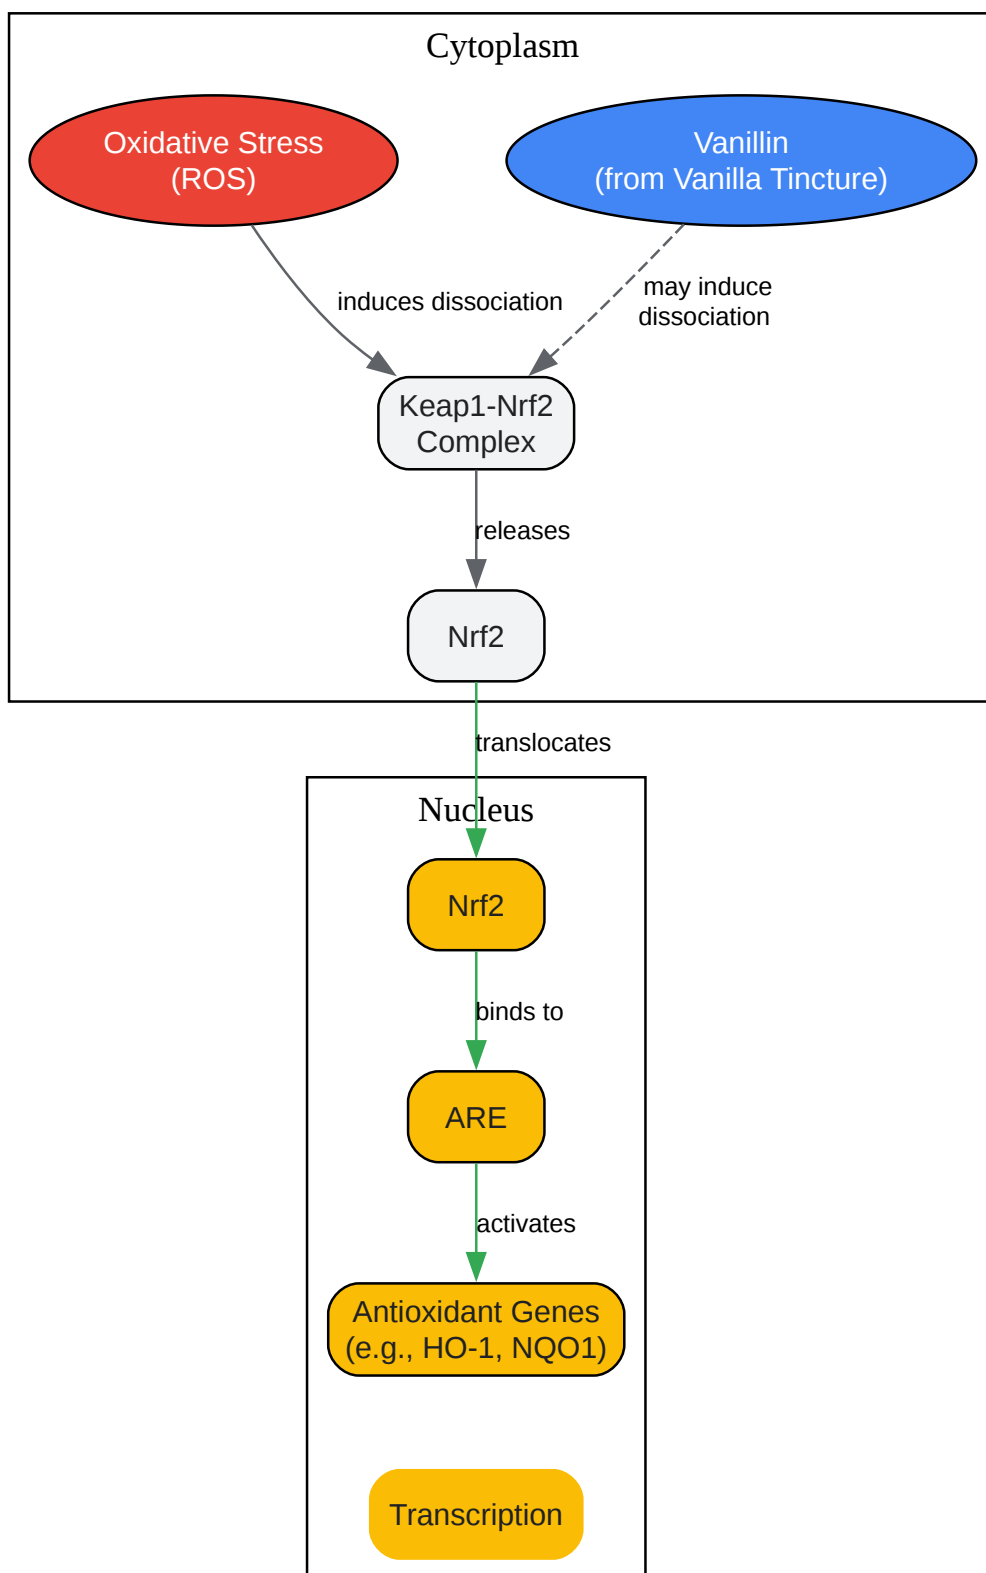 Cytoplasm
Oxidative Stress
(ROS)
Vanillin
(from Vanilla Tincture)
induces dissociation
may induce
dissociation
Keap1-Nrf2
Complex
releases
Nrf2
translocates
Nucleus
Nrf2
binds to
ARE
activates
Antioxidant Genes
(e.g., HO-1, NQO1)
Transcription